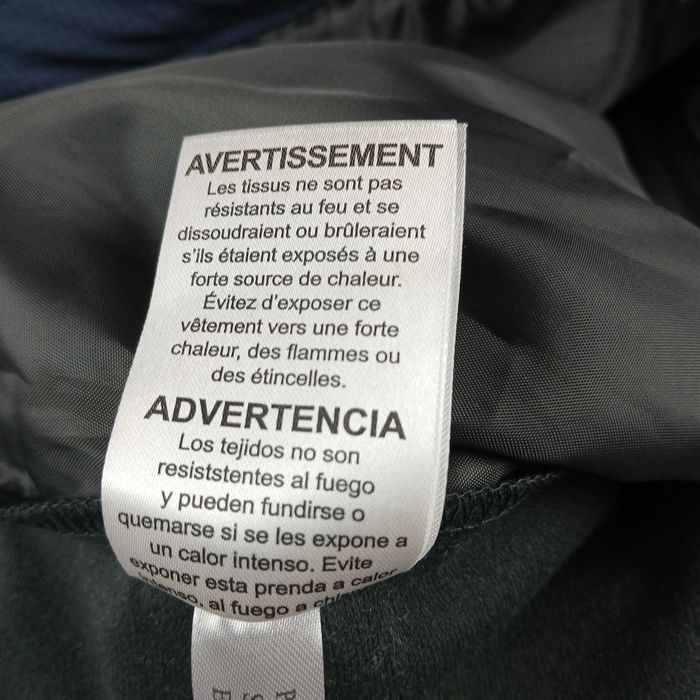 AVERTISSEMENT
Les tissus ne sont pas
résistants au feu et se
dissoudraient ou brûleraient
s'ils étaient exposés à une
forte source de chaleur.
Évitez d'exposer ce
vêtement vers une forte
chaleur, des flammes ou
des étincelles.
ADVERTENCIA
Los tejidos no son
resiststentes al fuego
y pueden fundirse o
quemarse si se les expone a
un calor intenso. Evite
exponer esta prenda a calor
al fuego a